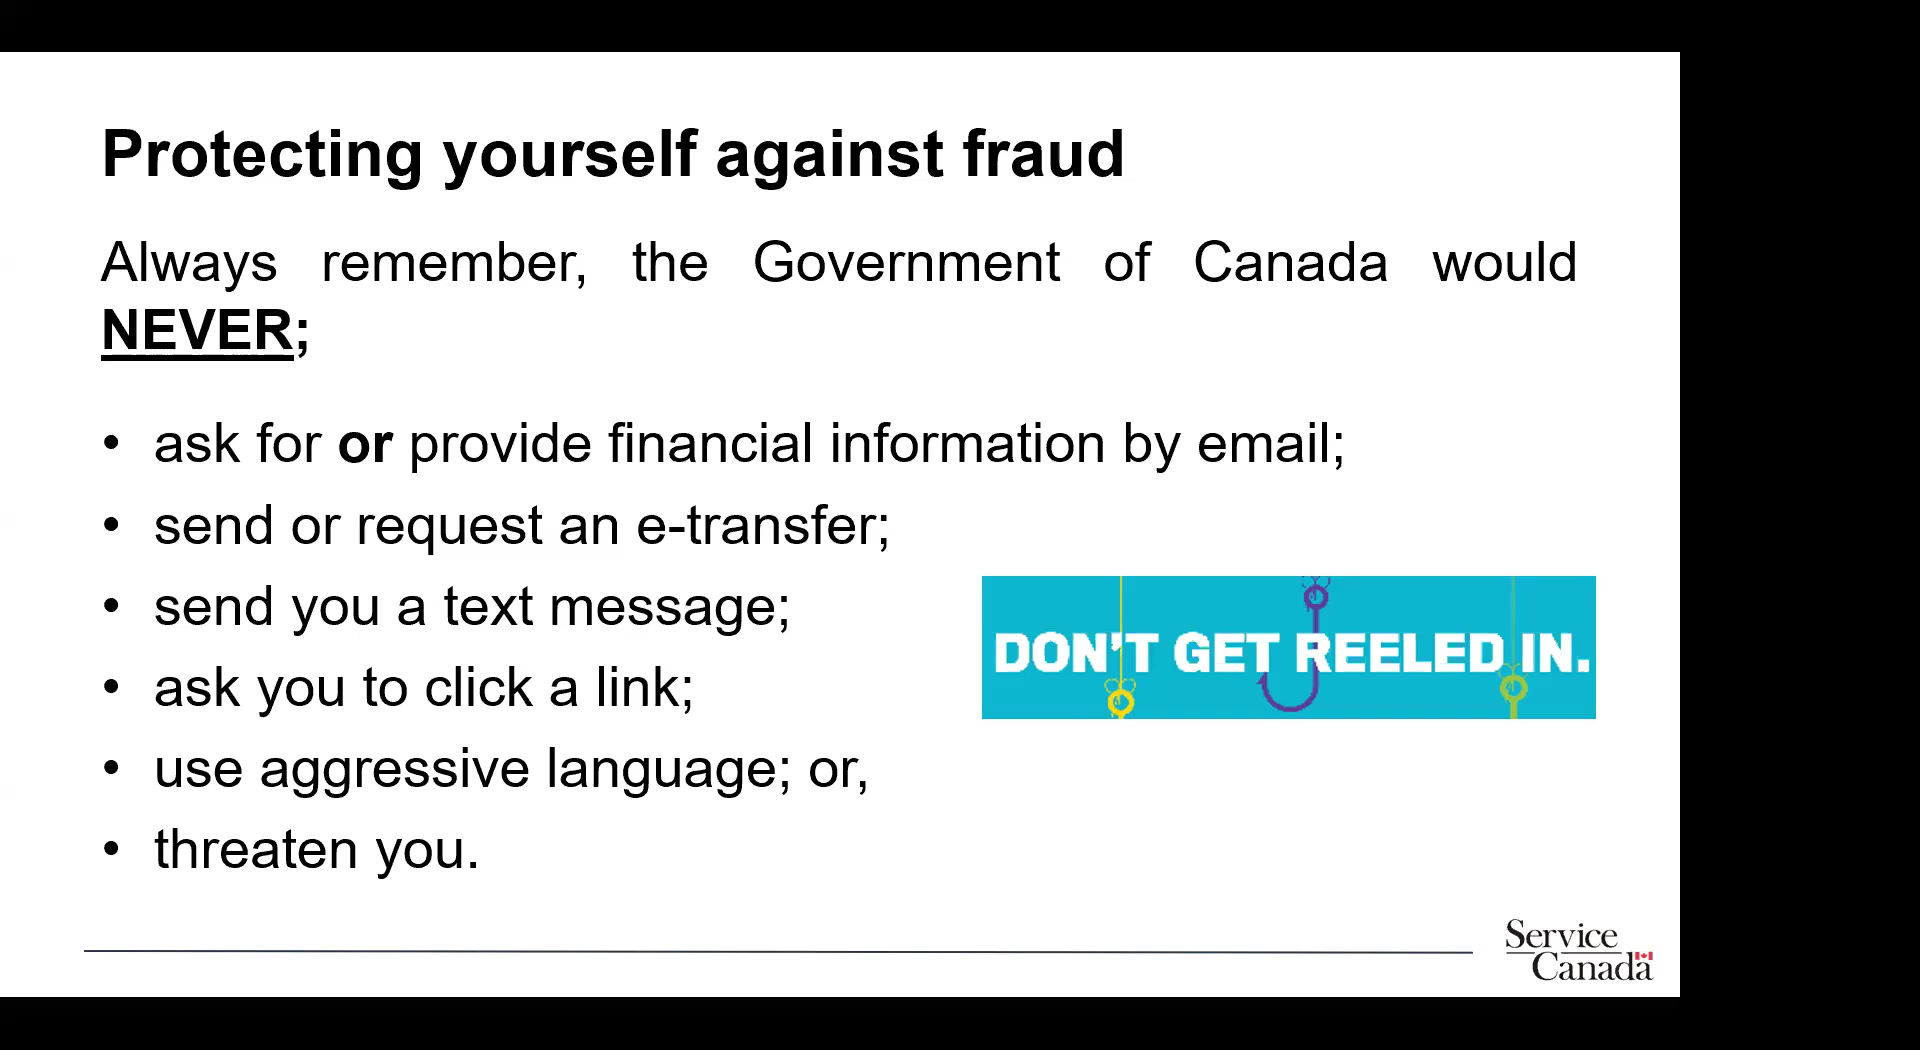 Protecting yourself against fraud
Always remember, the Government of Canada would
NEVER;
• ask for or provide financial information by email;
• send or request an e-transfer;
• send you a text message;
• ask you to click a link;
• use aggressive language; or,
• threaten you.
DON'T GET REELED IN.
Service
Canada